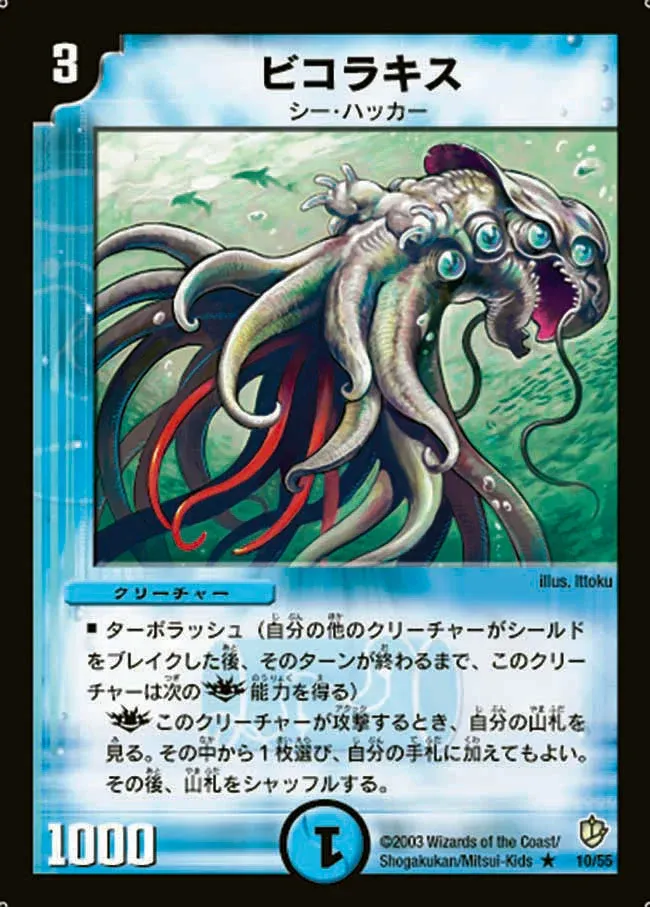 3
ビコラキス
シー・ハッカー
illus. Ittoku
クリーチャー
■ ターボラッシュ（自分の他のクリーチャーがシールド
をブレイクした後、そのターンが終わるまで、このクリー
チャーは次の 能力を得る）
このクリーチャーが攻撃するとき、自分の山札を
見る。その中から1枚選び、自分の手札に加えてもよい。
その後、山札をシャッフルする。
1000
1
©2003 Wizards of the Coast/
Shogakukan/Mitsui-Kids ★ 10/55